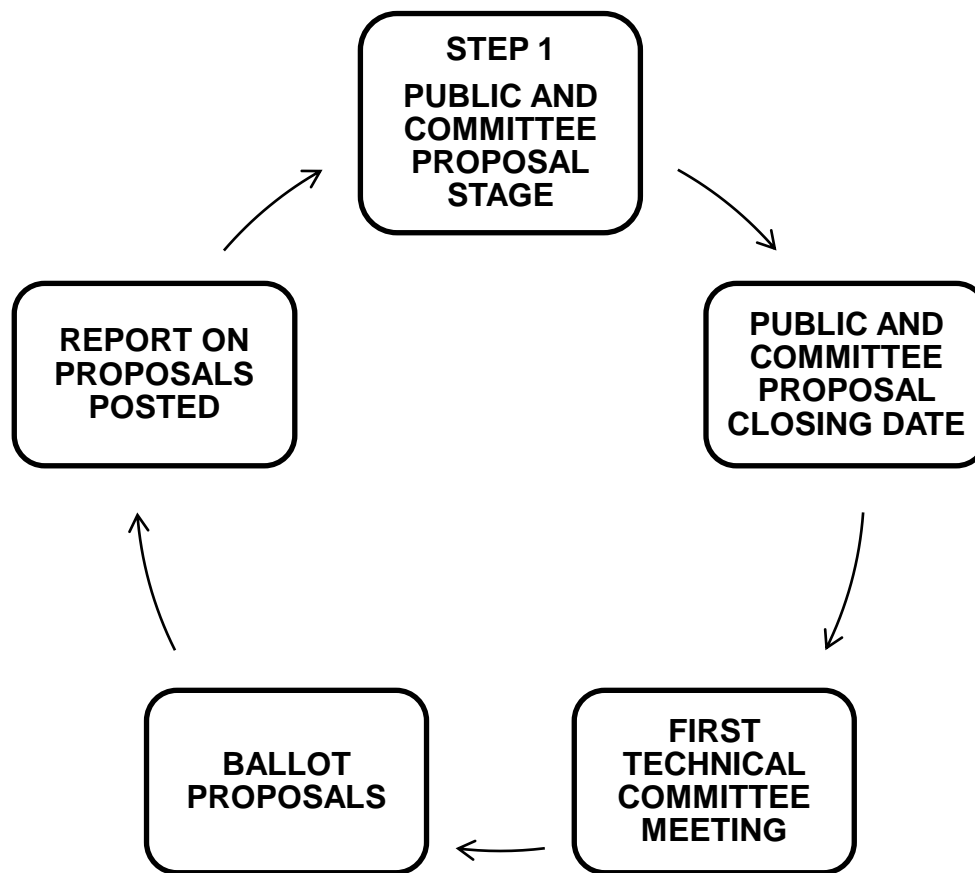 STEP 1
PUBLIC AND
COMMITTEE
PROPOSAL
STAGE
PUBLIC AND
COMMITTEE
PROPOSAL
CLOSING DATE
FIRST
TECHNICAL
COMMITTEE
MEETING
BALLOT
PROPOSALS
REPORT ON
PROPOSALS
POSTED